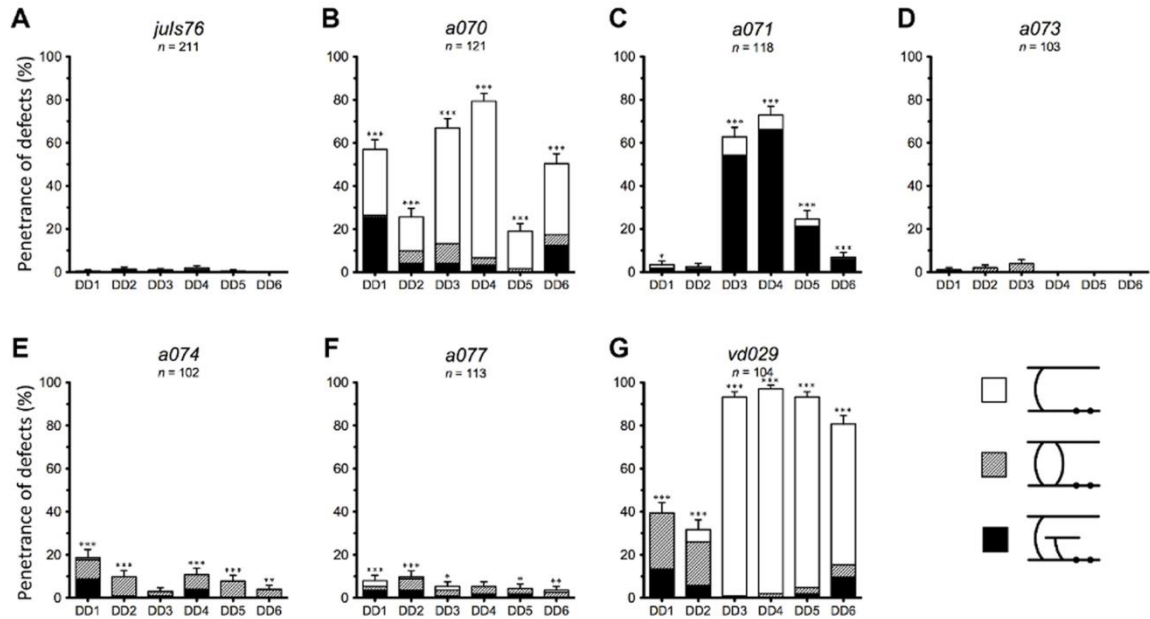 A
juIs76
n = 211
Penetrance of defects (%)
100
80
60
40
20
0
DD1 DD2 DD3 DD4 DD5 DD6
B
a070
n = 121
100
80
60
40
20
0
***
***
***
***
***
***
DD1 DD2 DD3 DD4 DD5 DD6
C
a071
n = 118
100
80
60
40
20
0
*
***
***
***
***
DD1 DD2 DD3 DD4 DD5 DD6
D
a073
n = 103
100
80
60
40
20
0
DD1 DD2 DD3 DD4 DD5 DD6
E
a074
n = 102
Penetrance of defects (%)
100
80
60
40
20
0
***
***
***
***
**
DD1 DD2 DD3 DD4 DD5 DD6
F
a077
n = 113
100
80
60
40
20
0
***
***
*
*
**
DD1 DD2 DD3 DD4 DD5 DD6
G
vd029
n = 104
100
80
60
40
20
0
***
***
***
***
***
***
DD1 DD2 DD3 DD4 DD5 DD6